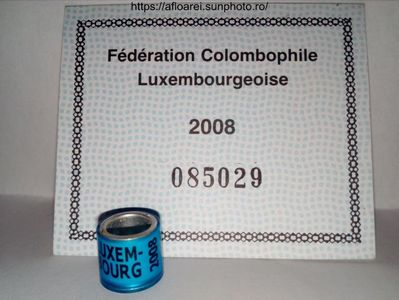 https://afloarei.sunphoto.ro/
Fédération Colombophile
Luxembourgeoise
2008
085029
LUXEM-
BOURG
2008